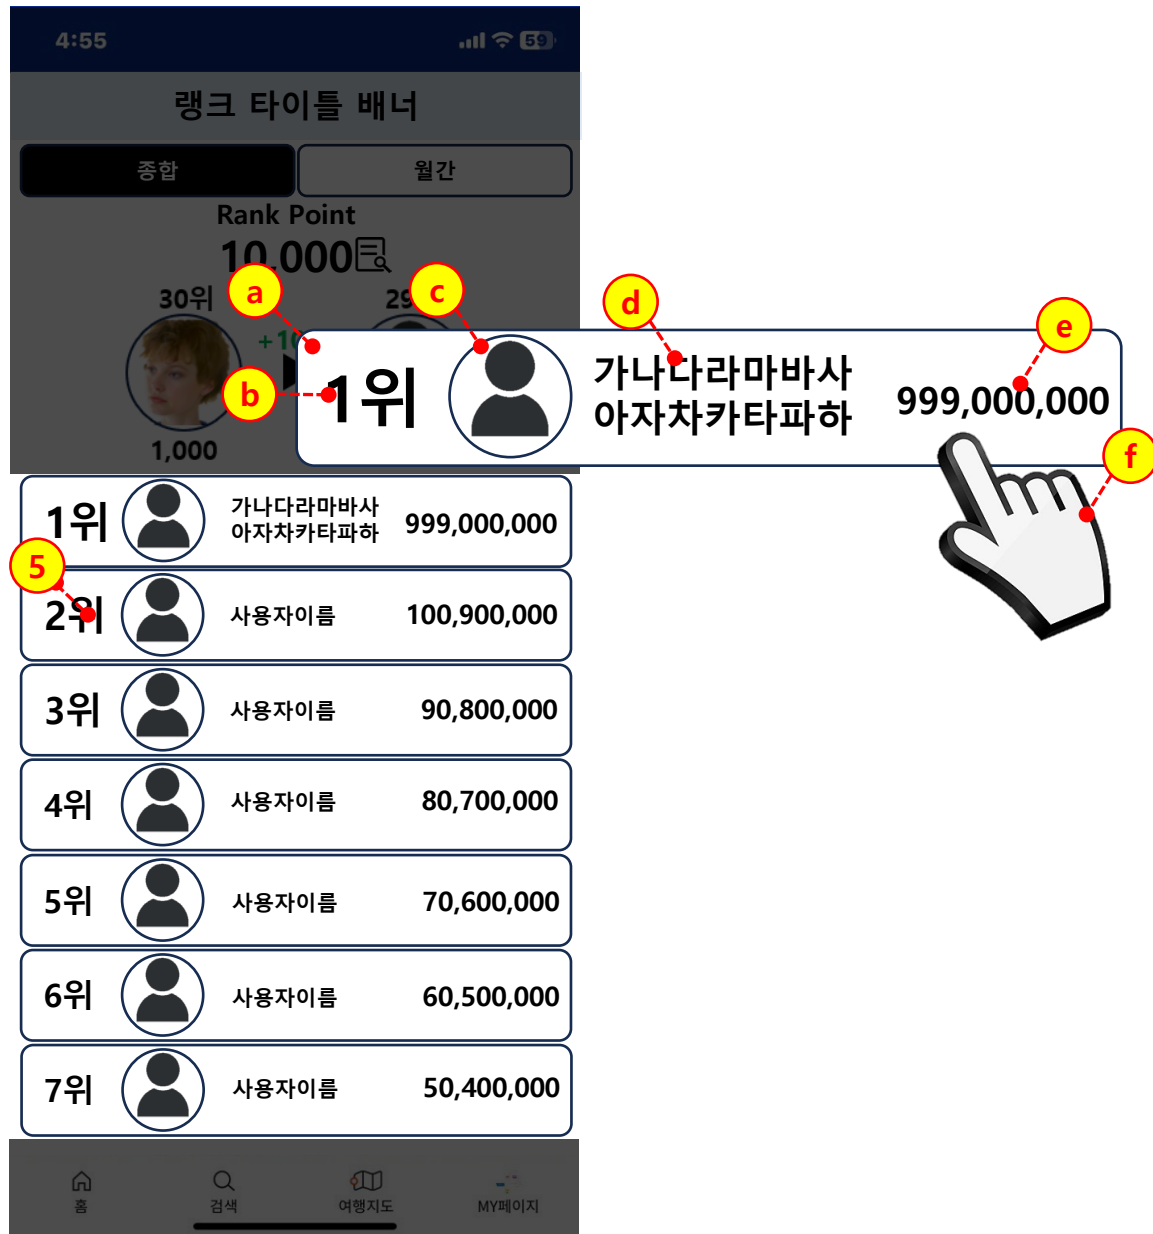 4:55
59
랭크 타이틀 배너
종합
월간
Rank Point
10,000
30위
a
c
29
d
e
+10
가나다라마바사
아자차카타파하
b
1위
999,000,000
1,000
f
1위
가나다라마바사
아자차카타파하
999,000,000
5
2위
사용자이름
100,900,000
3위
사용자이름
90,800,000
4위
사용자이름
80,700,000
5위
사용자이름
70,600,000
6위
사용자이름
60,500,000
7위
사용자이름
50,400,000
홈
검색
여행지도
MY페이지